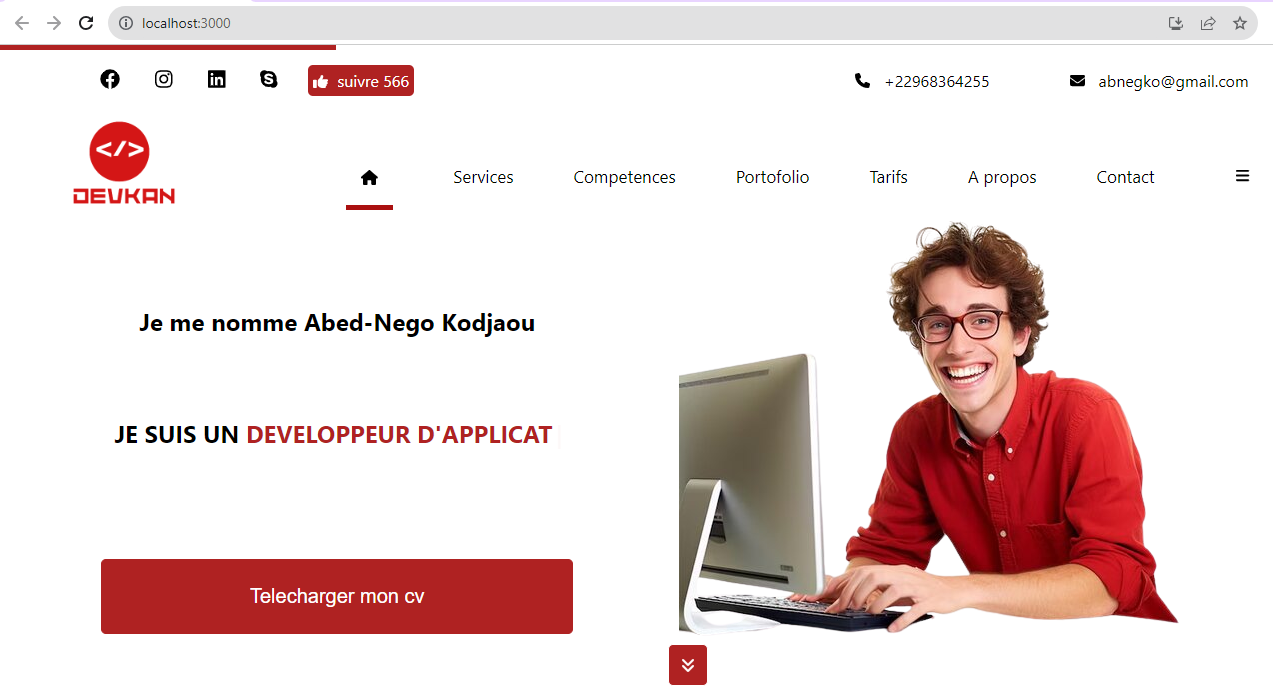 localhost:3000
suivre 566
+22968364255
abnegko@gmail.com
</>
DEVKAN
Services
Competences
Portofolio
Tarifs
A propos
Contact
Je me nomme Abed-Nego Kodjaou
JE SUIS UN DEVELOPPEUR D'APPLICAT
Telecharger mon cv